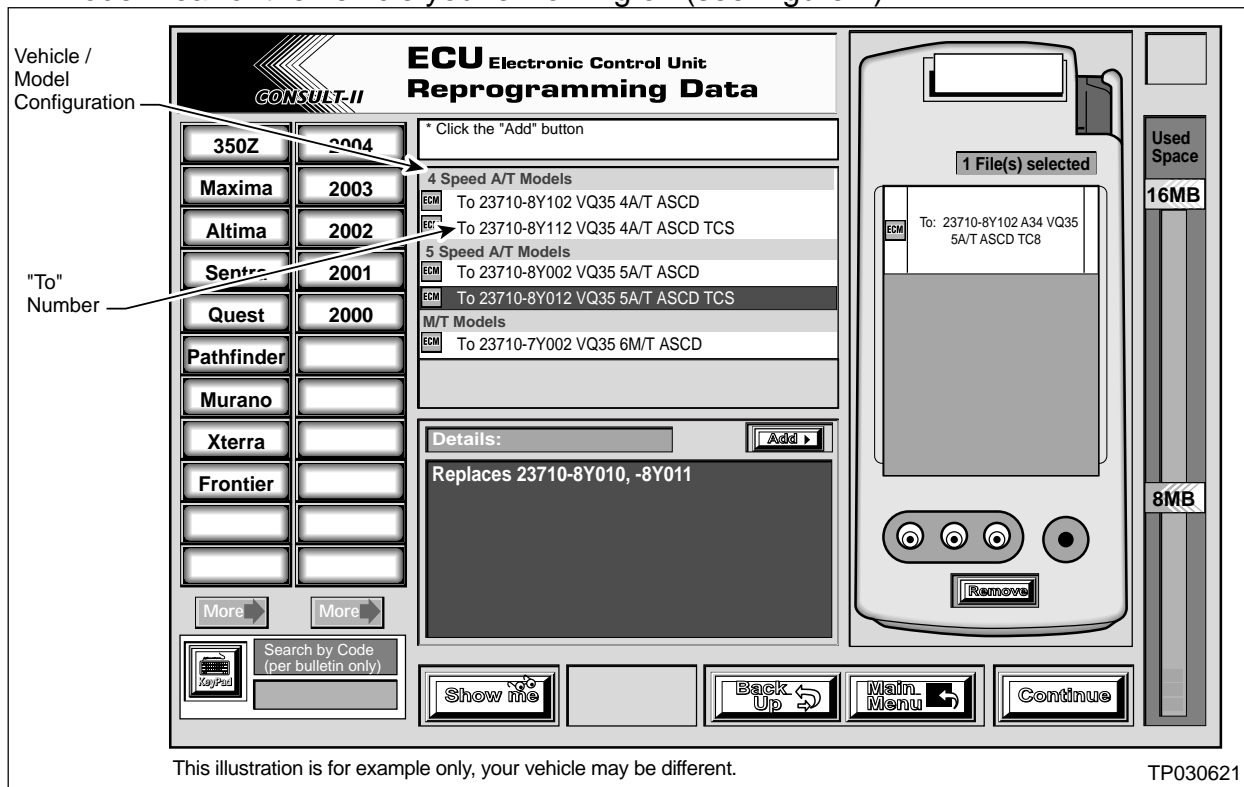 Vehicle /
Model
Configuration
"To"
Number
CONSULT-II
ECU Electronic Control Unit
Reprogramming Data
350Z
Maxima
Altima
Sentra
Quest
Pathfinder
Murano
Xterra
Frontier
More
2004
2003
2002
2001
2000
More
KeyPad
Search by Code
(per bulletin only)
* Click the "Add" button
4 Speed A/T Models
ECM To 23710-8Y102 VQ35 4A/T ASCD
ECM To 23710-8Y112 VQ35 4A/T ASCD TCS
5 Speed A/T Models
ECM To 23710-8Y002 VQ35 5A/T ASCD
ECM To 23710-8Y012 VQ35 5A/T ASCD TCS
M/T Models
ECM To 23710-7Y002 VQ35 6M/T ASCD
Details:
Add
Replaces 23710-8Y010, -8Y011
Show me
Back
Up
Main
Menu
Continue
1 File(s) selected
ECM To: 23710-8Y102 A34 VQ35
5A/T ASCD TC8
Remove
Used
Space
16MB
8MB
This illustration is for example only, your vehicle may be different.
TP030621